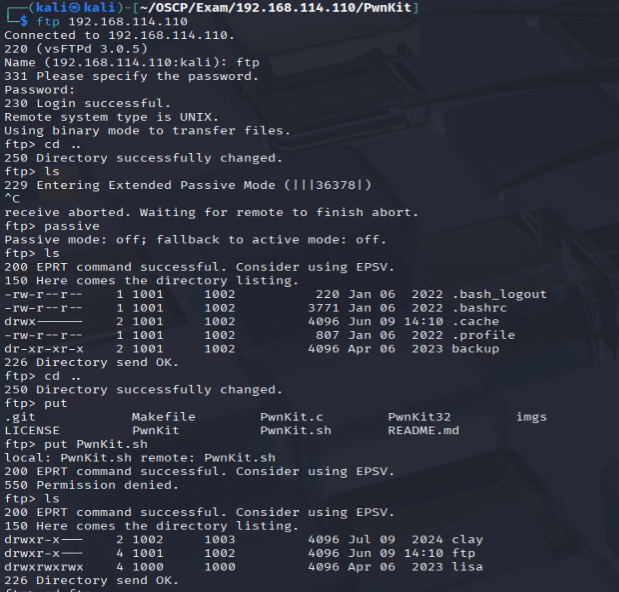 ┌──(kali㉿kali)-[~/OSCP/Exam/192.168.114.110/PwnKit]
└─$ ftp 192.168.114.110
Connected to 192.168.114.110.
220 (vsFTPd 3.0.5)
Name (192.168.114.110:kali): ftp
331 Please specify the password.
Password:
230 Login successful.
Remote system type is UNIX.
Using binary mode to transfer files.
ftp> cd ..
250 Directory successfully changed.
ftp> ls
229 Entering Extended Passive Mode (|||36378|)
^C
receive aborted. Waiting for remote to finish abort.
ftp> passive
Passive mode: off; fallback to active mode: off.
ftp> ls
200 EPRT command successful. Consider using EPSV.
150 Here comes the directory listing.
-rw-r--r--    1 1001     1002          220 Jan 06  2022 .bash_logout
-rw-r--r--    1 1001     1002         3771 Jan 06  2022 .bashrc
drwx------    2 1001     1002         4096 Jun 09 14:10 .cache
-rw-r--r--    1 1001     1002          807 Jan 06  2022 .profile
dr-xr-xr-x    2 1001     1002         4096 Apr 06  2023 backup
226 Directory send OK.
ftp> cd ..
250 Directory successfully changed.
ftp> put
.git            Makefile        PwnKit.c        PwnKit32        imgs
LICENSE         PwnKit          PwnKit.sh       README.md
ftp> put PwnKit.sh
local: PwnKit.sh remote: PwnKit.sh
200 EPRT command successful. Consider using EPSV.
550 Permission denied.
ftp> ls
200 EPRT command successful. Consider using EPSV.
150 Here comes the directory listing.
drwxr-x---    2 1002     1003         4096 Jul 09  2024 clay
drwxr-x---    4 1001     1002         4096 Jun 09 14:10 ftp
drwxrwxrwx    4 1000     1000         4096 Apr 06  2023 lisa
226 Directory send OK.